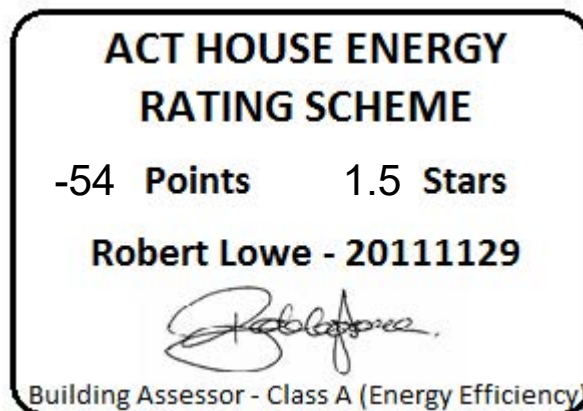 ACT HOUSE ENERGY
RATING SCHEME
-54 Points 1.5 Stars
Robert Lowe - 20111129
Building Assessor - Class A (Energy Efficiency)